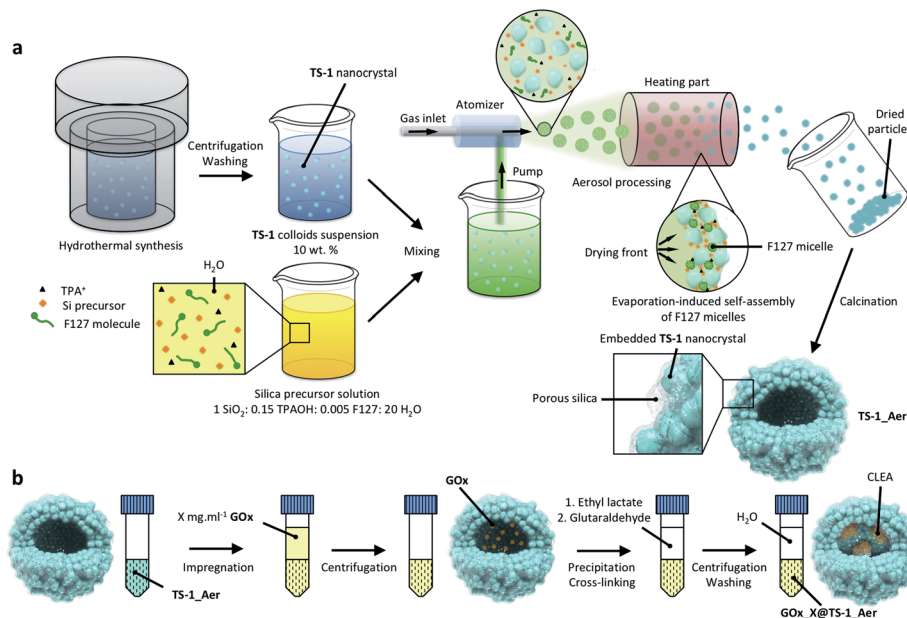 a
Hydrothermal synthesis
Centrifugation
Washing
TS-1 nanocrystal
TS-1 colloids suspension
10 wt. %
H₂O
TPA⁺
Si precursor
F127 molecule
Silica precursor solution
1 SiO₂: 0.15 TPAOH: 0.005 F127: 20 H₂O
Mixing
Gas inlet
Atomizer
Pump
Heating part
Aerosol processing
Dried
particle
Drying front
F127 micelle
Evaporation-induced self-assembly
of F127 micelles
Calcination
Embedded TS-1 nanocrystal
Porous silica
TS-1_Aer
b
TS-1_Aer
X mg.ml⁻¹ GOx
Impregnation
Centrifugation
GOx
1. Ethyl lactate
2. Glutaraldehyde
Precipitation
Cross-linking
Centrifugation
Washing
H₂O
CLEA
GOx_X@TS-1_Aer